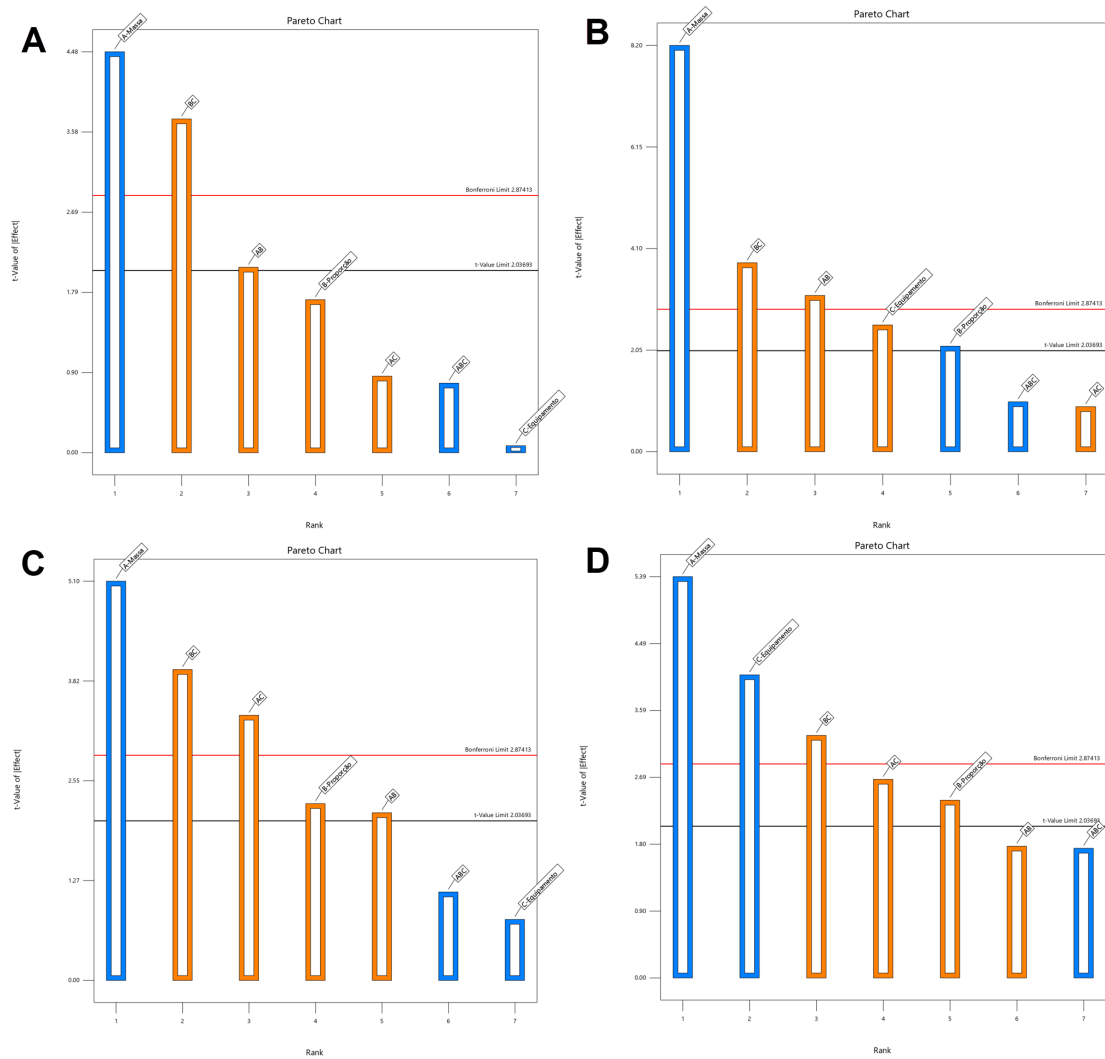 A
Pareto Chart
A-Massa
4.48
BC
3.58
Bonferroni Limit 2.87413
2.69
AB
t-Value Limit 2.03693
B-Proporção
1.79
AC
ABC
0.90
C-Equipamento
0.00
t-Value of |Effect|
1 2 3 4 5 6 7
Rank
B
Pareto Chart
A-Massa
8.20
6.15
4.10
BC
AB
C-Equipamento
Bonferroni Limit 2.87413
B-Proporção
t-Value Limit 2.03693
2.05
ABC
AC
0.00
t-Value of |Effect|
1 2 3 4 5 6 7
Rank
C
Pareto Chart
A-Massa
5.10
BC
3.82
AC
Bonferroni Limit 2.87413
2.55
B-Proporção
AB
t-Value Limit 2.03693
1.27
ABC
C-Equipamento
0.00
t-Value of |Effect|
1 2 3 4 5 6 7
Rank
D
Pareto Chart
A-Massa
5.39
4.49
C-Equipamento
3.59
BC
Bonferroni Limit 2.87413
2.69
AC
B-Proporção
t-Value Limit 2.03693
1.80
AB
ABC
0.90
0.00
t-Value of |Effect|
1 2 3 4 5 6 7
Rank